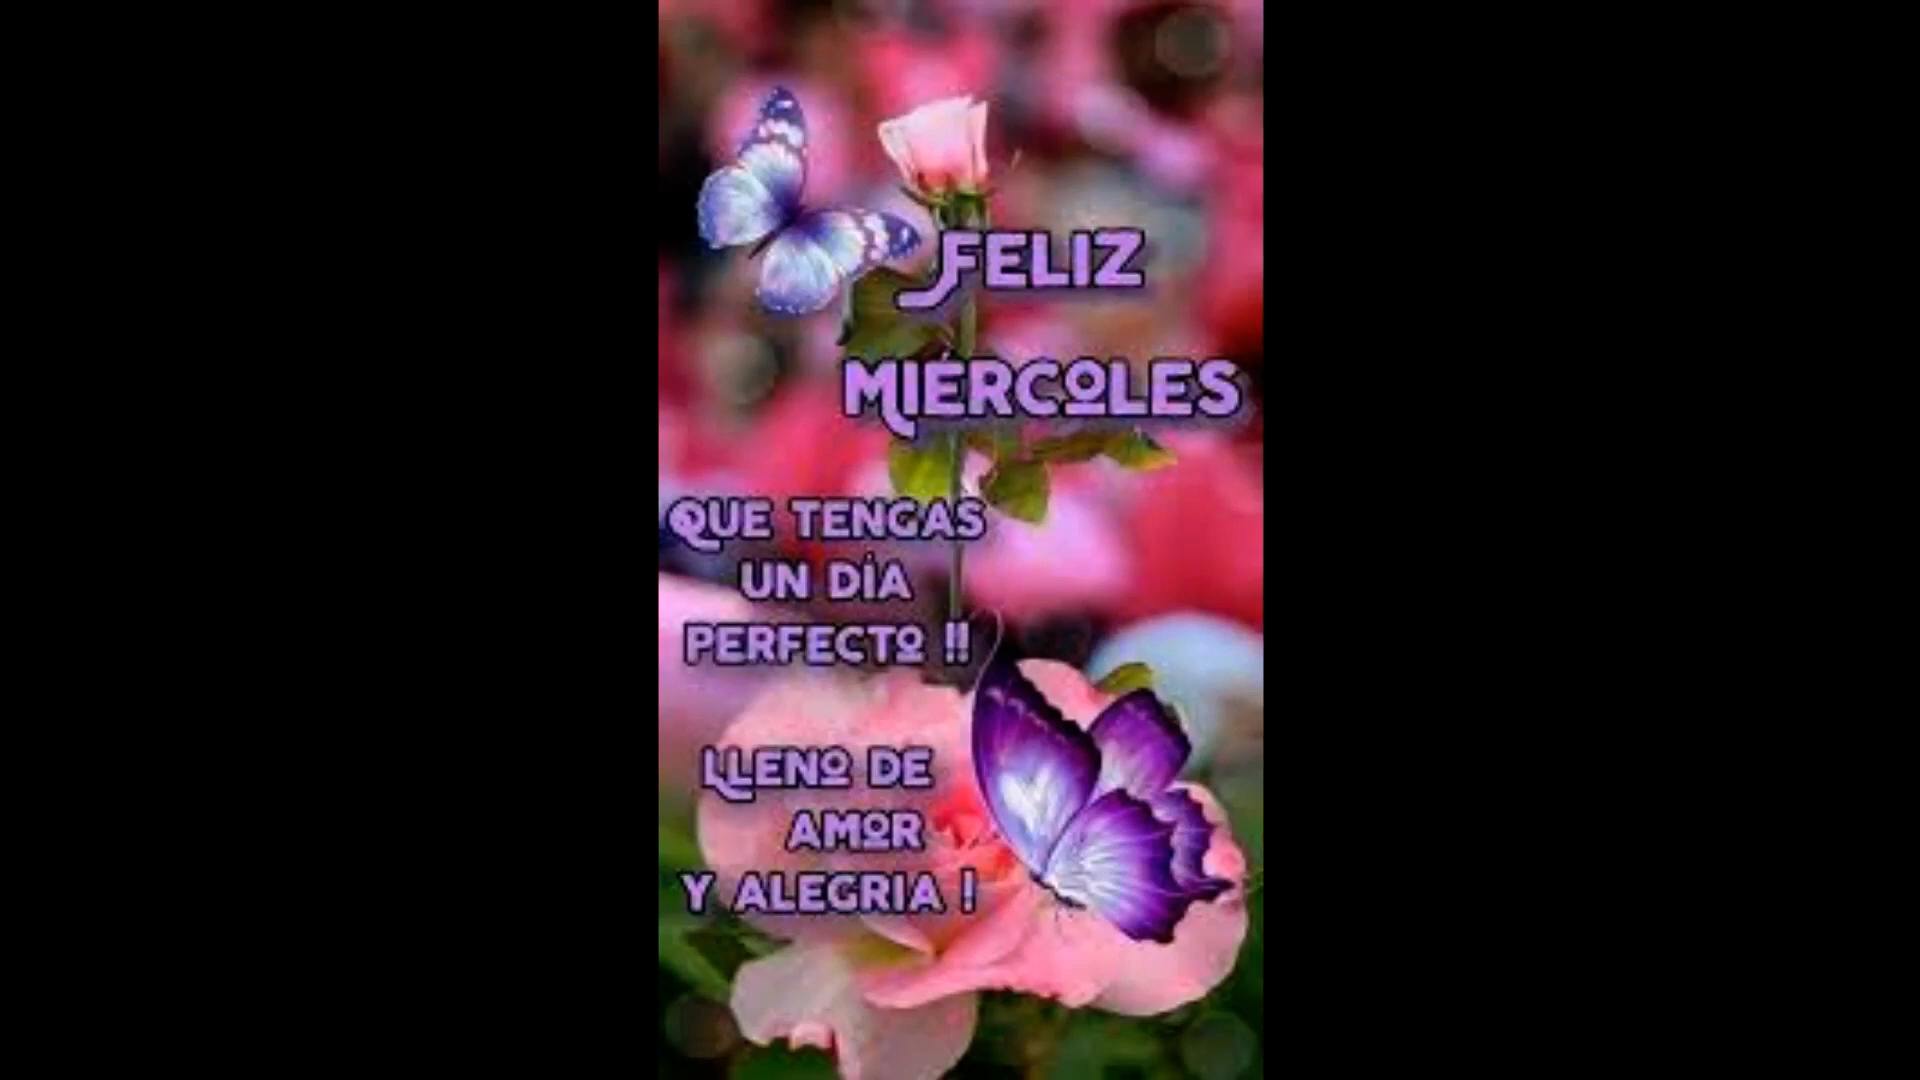 Feliz
Miércoles
Que tengas
un día
perfecto !!
Lleno de
amor
y alegria !